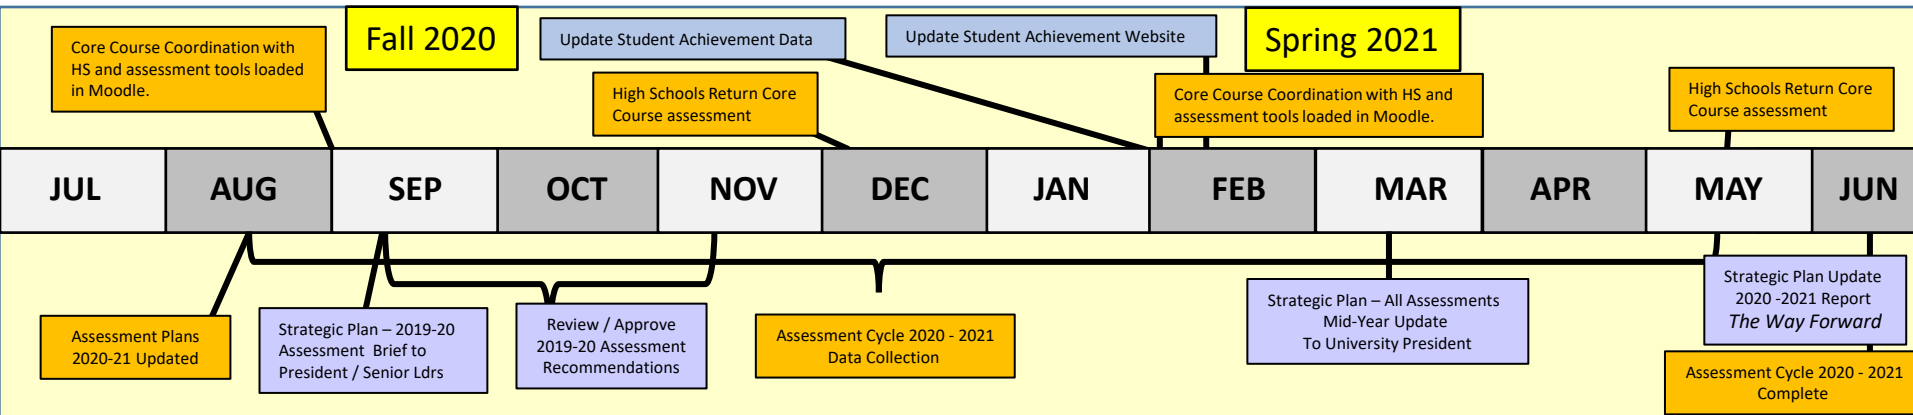 Fall 2020
Spring 2021
Core Course Coordination with
HS and assessment tools loaded
in Moodle.
Update Student Achievement Data
Update Student Achievement Website
High Schools Return Core
Course assessment
Core Course Coordination with HS and
assessment tools loaded in Moodle.
High Schools Return Core
Course assessment
JUL AUG SEP OCT NOV DEC JAN FEB MAR APR MAY JUN
Assessment Plans
2020-21 Updated
Strategic Plan – 2019-20
Assessment Brief to
President / Senior Ldrs
Review / Approve
2019-20 Assessment
Recommendations
Assessment Cycle 2020 - 2021
Data Collection
Strategic Plan – All Assessments
Mid-Year Update
To University President
Strategic Plan Update
2020 -2021 Report
The Way Forward
Assessment Cycle 2020 - 2021
Complete